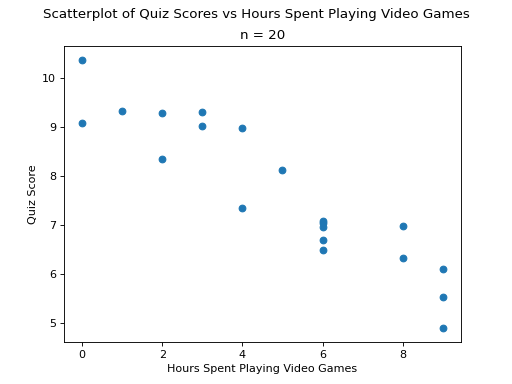 Scatterplot of Quiz Scores vs Hours Spent Playing Video Games
n = 20
Quiz Score
10
9
8
7
6
5
0 2 4 6 8
Hours Spent Playing Video Games